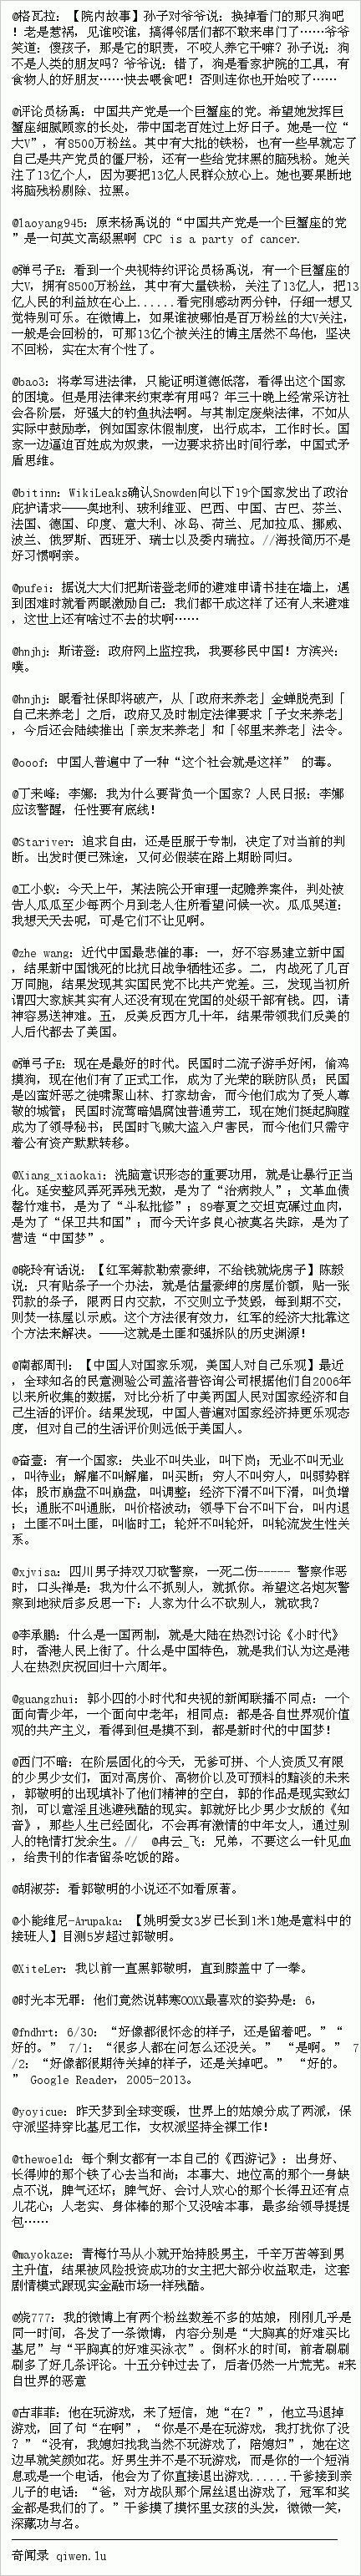 @格瓦拉：【院内故事】孙子对爷爷说：换掉看门的那只狗吧
！老是惹祸，见谁咬谁，搞得邻居们都不敢来串门了……爷爷
笑道：傻孩子，那是它的职责，不咬人养它干嘛？孙子说：狗
不是人类的朋友吗？爷爷说：错了，狗是看家护院的工具，有
食物人的好朋友……快去喂食吧！否则连你也开始咬了……
@评论员杨禹：中国共产党是一个巨蟹座的党。希望她发挥巨
蟹座细腻顾家的长处，带中国老百姓过上好日子。她是一位“
大V”，有8500万粉丝。其中有大批的铁粉，也有一些早就忘了
自己是共产党员的僵尸粉，还有一些给党抹黑的脑残粉。她关
注了13亿个人，因为要把13亿人民群众放心上。她也要果断地
将脑残粉剔除、拉黑。
@laoyang945：原来杨禹说的“中国共产党是一个巨蟹座的党
”是一句英文高级黑啊 CPC is a party of cancer.
@弹弓子E：看到一个央视特约评论员杨禹说，有一个巨蟹座的
大V，拥有8500万粉丝，其中有大量铁粉，关注了13亿人，把13
亿人民的利益放在心上......看完刚感动两分钟，仔细一想又
觉特别可乐。在微博上，如果谁被哪怕是百万粉丝的大V关注，
一般是会回粉的，可那13亿个被关注的博主居然不鸟他，坚决
不回粉，实在太有个性了。
@bao3：将孝写进法律，只能证明道德低落，看得出这个国家
的困境。但是用法律来约束孝有用吗？年三十晚上经常采访社
会各阶层，好强大的钓鱼执法啊。与其制定废柴法律，不如从
实际中鼓励孝，例如国家休假制度，出行成本，工作时长。国
家一边逼迫百姓成为奴隶，一边要求挤出时间行孝，中国式矛
盾思维。
@bitinn：WikiLeaks确认Snowden向以下19个国家发出了政治
庇护请求——奥地利、玻利维亚、巴西、中国、古巴、芬兰、
法国、德国、印度、意大利、冰岛、荷兰、尼加拉瓜、挪威、
波兰、俄罗斯、西班牙、瑞士以及委内瑞拉。//海投简历不是
好习惯啊亲。
@pufei：据说大大们把斯诺登老师的避难申请书挂在墙上，遇
到困难时就看两眼激励自己：我们都干成这样了还有人来避难
，这世上还有啥过不去的坎啊……
@hnjhj：斯诺登：政府网上监控我，我要移民中国！方滨兴：
噗。
@hnjhj：眼看社保即将破产，从「政府来养老」金蝉脱壳到「
自己来养老」之后，政府又及时制定法律要求「子女来养老」
，今后还会陆续推出「亲友来养老」和「邻里来养老」法令。
@ooof：中国人普遍中了一种“这个社会就是这样” 的毒。
@丁来峰：李娜：我为什么要背负一个国家？人民日报：李娜
应该警醒，任性要有底线！
@Stariver：追求自由，还是臣服于专制，决定了对当前的判
断。出发时便已殊途，又何必假装在路上期盼同归。
@工小蚁：今天上午，某法院公开审理一起赡养案件，判处被
告人瓜瓜至少每两个月到老人住所看望问候一次。瓜瓜哭道：
我想天天去呢，可是它们不让见啊。
@zhe wang：近代中国最悲催的事：一，好不容易建立新中国
，结果新中国饿死的比抗日战争牺牲还多。二，内战死了几百
万同胞，结果发现其实国民党不比共产党差。三，发现当初所
谓四大家族其实有人还没有现在党国的处级干部有钱。四，请
神容易送神难。五，反美反西方几十年，结果带领我们反美的
人后代都去了美国。
@弹弓子E：现在是最好的时代。民国时二流子游手好闲，偷鸡
摸狗，现在他们有了正式工作，成为了光荣的联防队员；民国
是凶蛮奸恶之徒啸聚山林、打家劫舍，而今他们成为了受人尊
敬的城管；民国时流莺暗娼腐蚀普通劳工，现在她们挺起胸膛
成为了领导秘书；民国时飞贼大盗入户害民，而今他们只需守
着公有资产默默转移。
@Xiang_xiaokai：洗脑意识形态的重要功用，就是让暴行正当
化。延安整风弄死弄残无数，是为了“治病救人”；文革血债
罄竹难书，是为了“斗私批修”；89春夏之交坦克碾过血肉，
是为了“保卫共和国”；而今天许多良心被莫名失踪，是为了
营造“中国梦”。
@晓玲有话说：【红军筹款勒索豪绅，不给钱就烧房子】陈毅
说：只有贴条子一个办法，就是估量豪绅的房屋价额，贴一张
罚款的条子，限两日内交款，不交则立予焚毁，每到期不交，
则焚一栋屋以示威。这个方法很有效力，红军的经济大批靠这
个方法来解决。——这就是土匪和强拆队的历史渊源！
@南都周刊：【中国人对国家乐观，美国人对自己乐观】最近
，全球知名的民意测验公司盖洛普咨询公司根据他们自2006年
以来所收集的数据，对比分析了中美两国人民对国家经济和自
己生活的评价。结果发现，中国人普遍对国家经济持更乐观态
度，但对自己的生活评价则远低于美国人。
@奋壹：有一个国家：失业不叫失业，叫下岗；无业不叫无业
，叫待业；解雇不叫解雇，叫买断；穷人不叫穷人，叫弱势群
体；股市崩盘不叫崩盘，叫调整；经济下滑不叫下滑，叫负增
长；通胀不叫通胀，叫价格波动；领导下台不叫下台，叫内退
；土匪不叫土匪，叫临时工；轮奸不叫轮奸，叫轮流发生性关
系。
@xjvisa：四川男子持双刀砍警察，一死二伤----- 警察作恶
时，口头禅是：我为什么不抓别人，就抓你。希望这名炮灰警
察到地狱后多反思一下：人家为什么不砍别人，就砍我？
@李承鹏：什么是一国两制，就是大陆在热烈讨论《小时代》
时，香港人民上街了。什么是中国特色，就是我们认为这是港
人在热烈庆祝回归十六周年。
@guangzhui：郭小四的小时代和央视的新闻联播不同点：一个
面向青少年，一个面向中老年；相同点：都是各自世界观价值
观的共产主义，看得到但是摸不到，都是新时代的中国梦！
@西门不暗：在阶层固化的今天，无爹可拼、个人资质又有限
的少男少女们，面对高房价、高物价以及可预料的黯淡的未来
，郭敬明的出现填补了他们精神的空白，郭的作品是现实致幻
剂，可以意淫且逃避残酷的现实。郭就好比少男少女版的《知
音》，那些人生已经固化，不会再有激情的中年女人，通过别
人的艳情打发余生。//  @冉云_飞：兄弟，不要这么一针见血
，给贵刊的作者留条吃饭的路。
@胡淑芬：看郭敬明的小说还不如看原著。
@小能维尼-Arupaka：【姚明爱女3岁已长到1米1她是意料中的
接班人】目测5岁超过郭敬明。
@XiteLer：我以前一直黑郭敬明，直到膝盖中了一拳。
@时光本无罪：他们竟然说韩寒OOXX最喜欢的姿势是：6，
@fndhrt：6/30：“好像都很怀念的样子，还是留着吧。”“
好的。” 7/1：“很多人都在问怎么还没关。” “是啊。” 7
/2：“好像都很期待关掉的样子，还是关掉吧。” “好的。
” Google Reader，2005-2013。
@yoyicue：昨天梦到全球变暖，世界上的姑娘分成了两派，保
守派坚持穿比基尼工作，女权派坚持全裸工作！
@thewoeld：每个剩女都有一本自己的《西游记》：出身好、
长得帅的那个铁了心去当和尚；本事大、地位高的那个一身缺
点不说，脾气还坏；脾气好、会讨人欢心的那个长得丑还有点
儿花心；人老实、身体棒的那个又没啥本事，最多给领导提提
包……
@mayokaze：青梅竹马从小就开始持股男主，千辛万苦等到男
主升值，结果被风险投资成功的女主把大部分收益取走，这套
剧情模式跟现实金融市场一样残酷。
@烧777：我的微博上有两个粉丝数差不多的姑娘，刚刚几乎是
同一时间，各发了一条微博，内容分别是“大胸真的好难买比
基尼”与“平胸真的好难买泳衣”。倒杯水的时间，前者刷刷
刷多了好几条评论。十五分钟过去了，后者仍然一片荒芜。#来
自世界的恶意
@古菲菲：他在玩游戏，来了短信，她“在？”，他立马退掉
游戏，回了句“在啊”，“你是不是在玩游戏，我打扰你了没
？”“没有，我媳妇找我当然不玩游戏了，陪媳妇”，她在这
边早就笑颜如花。好男生并不是不玩游戏，而是你的一个短消
息或是一个电话，他会为了你直接退出游戏......干爹接到亲
儿子的电话：“爸，对方战队那个屌丝退出游戏了，冠军和奖
金都是我们的了。”干爹摸了摸怀里女孩的头发，微微一笑，
深藏功与名。
奇闻录 qiwen.lu